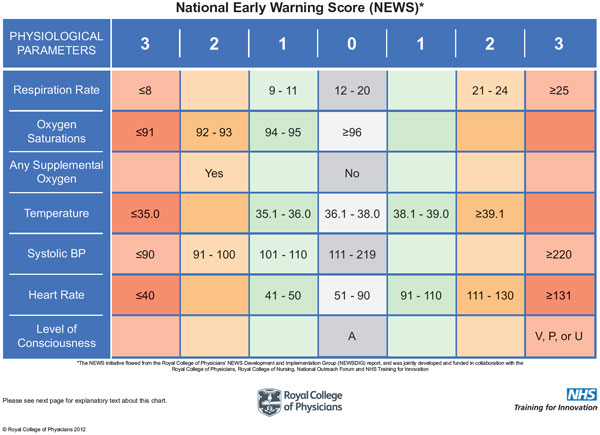 National Early Warning Score (NEWS)*
PHYSIOLOGICAL
PARAMETERS
3 2 1 0 1 2 3
Respiration Rate ≤8 9 - 11 12 - 20 21 - 24 ≥25
Oxygen
Saturations
≤91 92 - 93 94 - 95 ≥96
Any Supplemental
Oxygen
Yes No
Temperature ≤35.0 35.1 - 36.0 36.1 - 38.0 38.1 - 39.0 ≥39.1
Systolic BP ≤90 91 - 100 101 - 110 111 - 219 ≥220
Heart Rate ≤40 41 - 50 51 - 90 91 - 110 111 - 130 ≥131
Level of
Consciousness
A V, P, or U
*The NEWS initiative flowed from the Royal College of Physicians' NEWS Development and Implementation Group (NEWSDIG) report, and was jointly developed and funded in collaboration with the
Royal College of Physicians, Royal College of Nursing, National Outreach Forum and NHS Training for Innovation
Please see next page for explanatory text about this chart.
Royal College
of Physicians
NHS
Training for Innovation
© Royal College of Physicians 2012